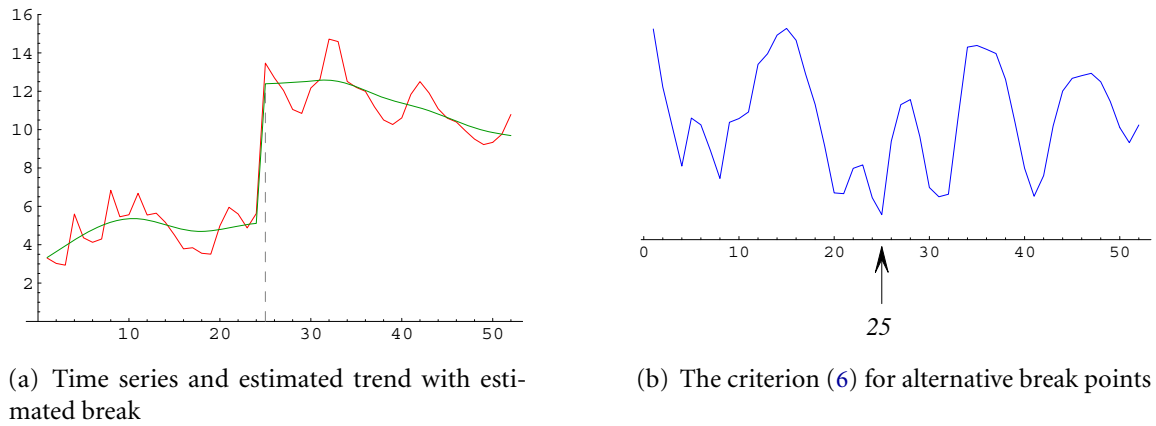 16
14
12
10
8
6
4
2
10 20 30 40 50
0 10 20 30 40 50
25
(a) Time series and estimated trend with esti-
mated break
(b) The criterion (6) for alternative break points